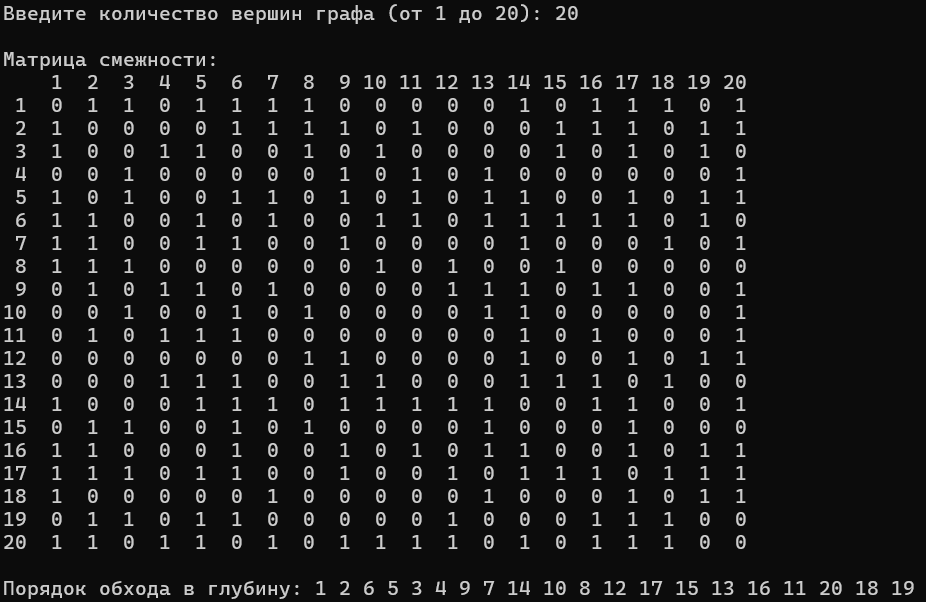 Введите количество вершин графа (от 1 до 20): 20
Матрица смежности:
1 2 3 4 5 6 7 8 9 10 11 12 13 14 15 16 17 18 19 20
1 0 1 1 0 1 1 1 1 0 0 0 0 0 1 0 1 1 1 0 1
2 1 0 0 0 0 1 1 1 1 0 1 0 0 0 1 1 1 0 1 1
3 1 0 0 1 1 0 0 1 0 1 0 0 0 0 1 0 1 0 1 0
4 0 0 1 0 0 0 0 0 1 0 1 0 1 0 0 0 0 0 0 1
5 1 0 1 0 0 1 1 0 1 0 1 0 1 1 0 0 1 0 1 1
6 1 1 0 0 1 0 1 0 0 1 1 0 1 1 1 1 1 0 1 0
7 1 1 0 0 1 1 0 0 1 0 0 0 0 1 0 0 0 1 0 1
8 1 1 1 0 0 0 0 0 0 1 0 1 0 0 1 0 0 0 0 0
9 0 1 0 1 1 0 1 0 0 0 0 1 1 1 0 1 1 0 0 1
10 0 0 1 0 0 1 0 1 0 0 0 0 1 1 0 0 0 0 0 1
11 0 1 0 1 1 1 0 0 0 0 0 0 0 1 0 1 0 0 0 1
12 0 0 0 0 0 0 0 1 1 0 0 0 0 1 0 0 1 0 1 1
13 0 0 0 1 1 1 0 0 1 1 0 0 0 1 1 1 0 1 0 0
14 1 0 0 0 1 1 1 0 1 1 1 1 1 0 0 1 1 0 0 1
15 0 1 1 0 0 1 0 1 0 0 0 0 1 0 0 0 1 0 0 0
16 1 1 0 0 0 1 0 0 1 0 1 0 1 1 0 0 1 0 1 1
17 1 1 1 0 1 1 0 0 1 0 0 1 0 1 1 1 0 1 1 1
18 1 0 0 0 0 0 1 0 0 0 0 0 1 0 0 0 1 0 1 1
19 0 1 1 0 1 1 0 0 0 0 0 1 0 0 0 1 1 1 0 0
20 1 1 0 1 1 0 1 0 1 1 1 1 0 1 0 1 1 1 0 0
Порядок обхода в глубину: 1 2 6 5 3 4 9 7 14 10 8 12 17 15 13 16 11 20 18 19